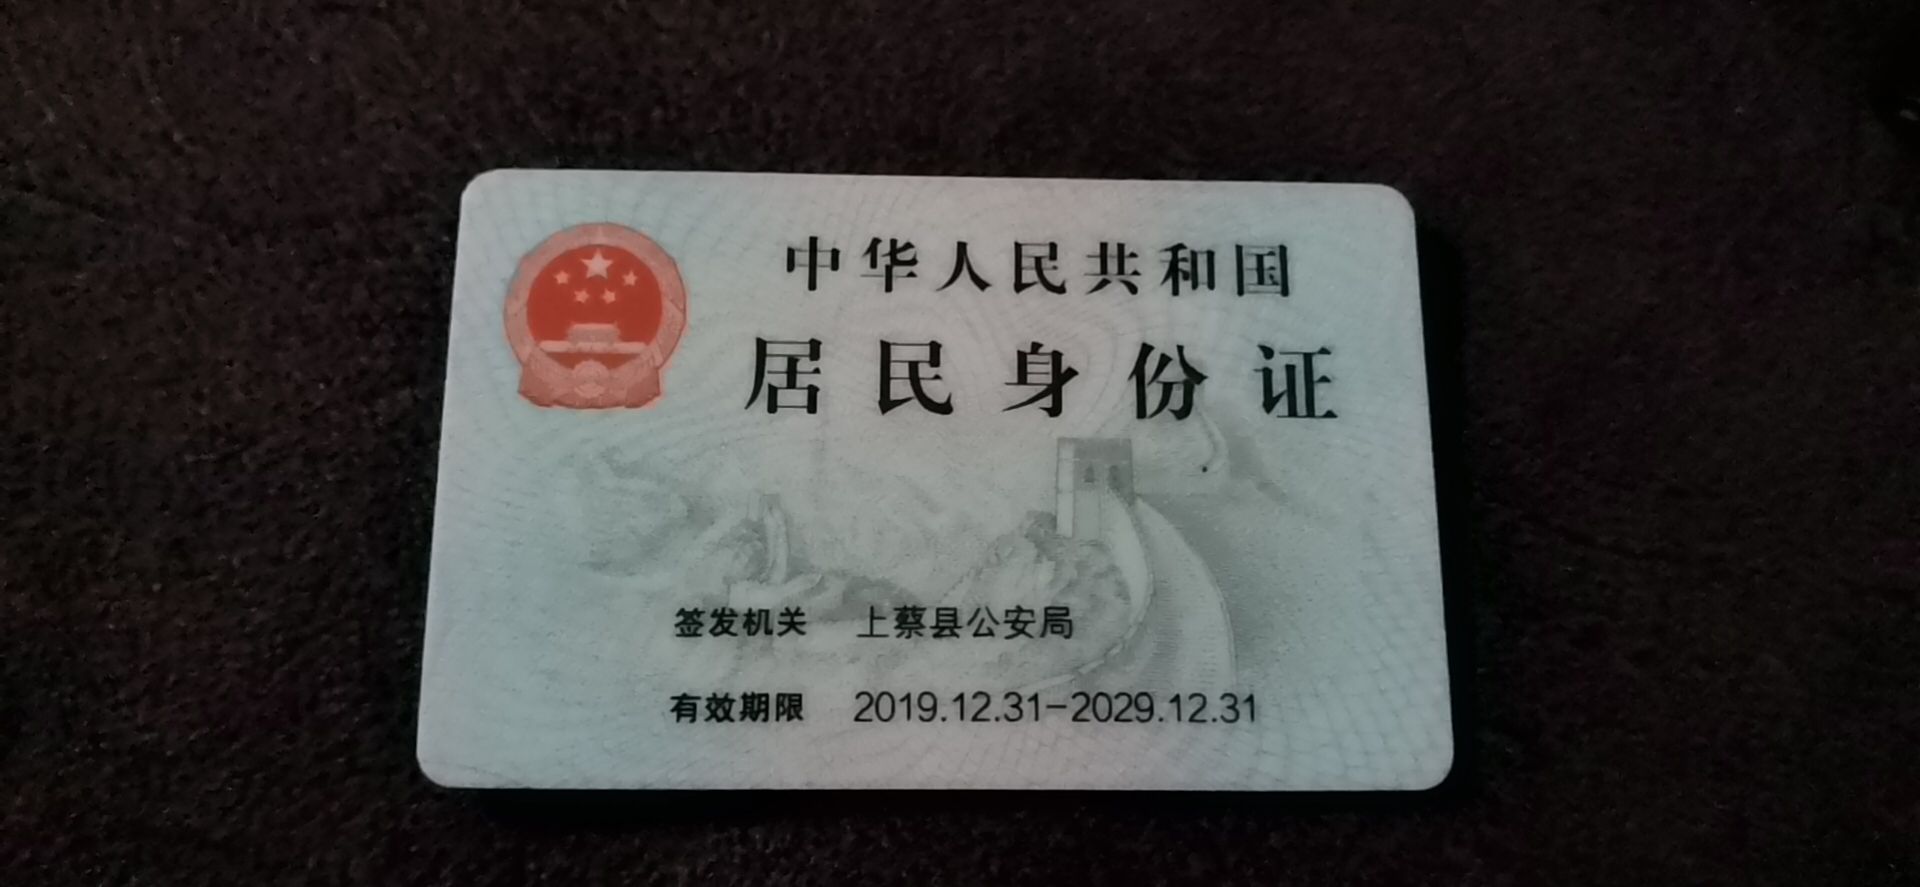 中华人民共和国
居民身份证
签发机关 上蔡县公安局
有效期限 2019.12.31-2029.12.31